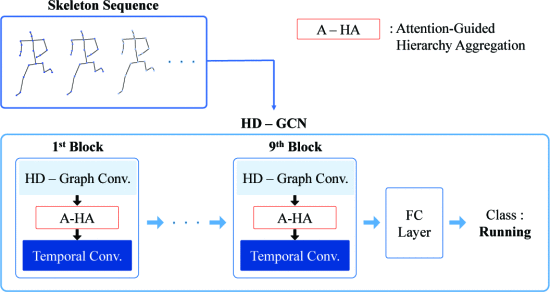 Skeleton Sequence
A – HA
: Attention-Guided
Hierarchy Aggregation
HD – GCN
1st Block
HD – Graph Conv.
A-HA
Temporal Conv.
9th Block
HD – Graph Conv.
A-HA
Temporal Conv.
FC
Layer
Class :
Running